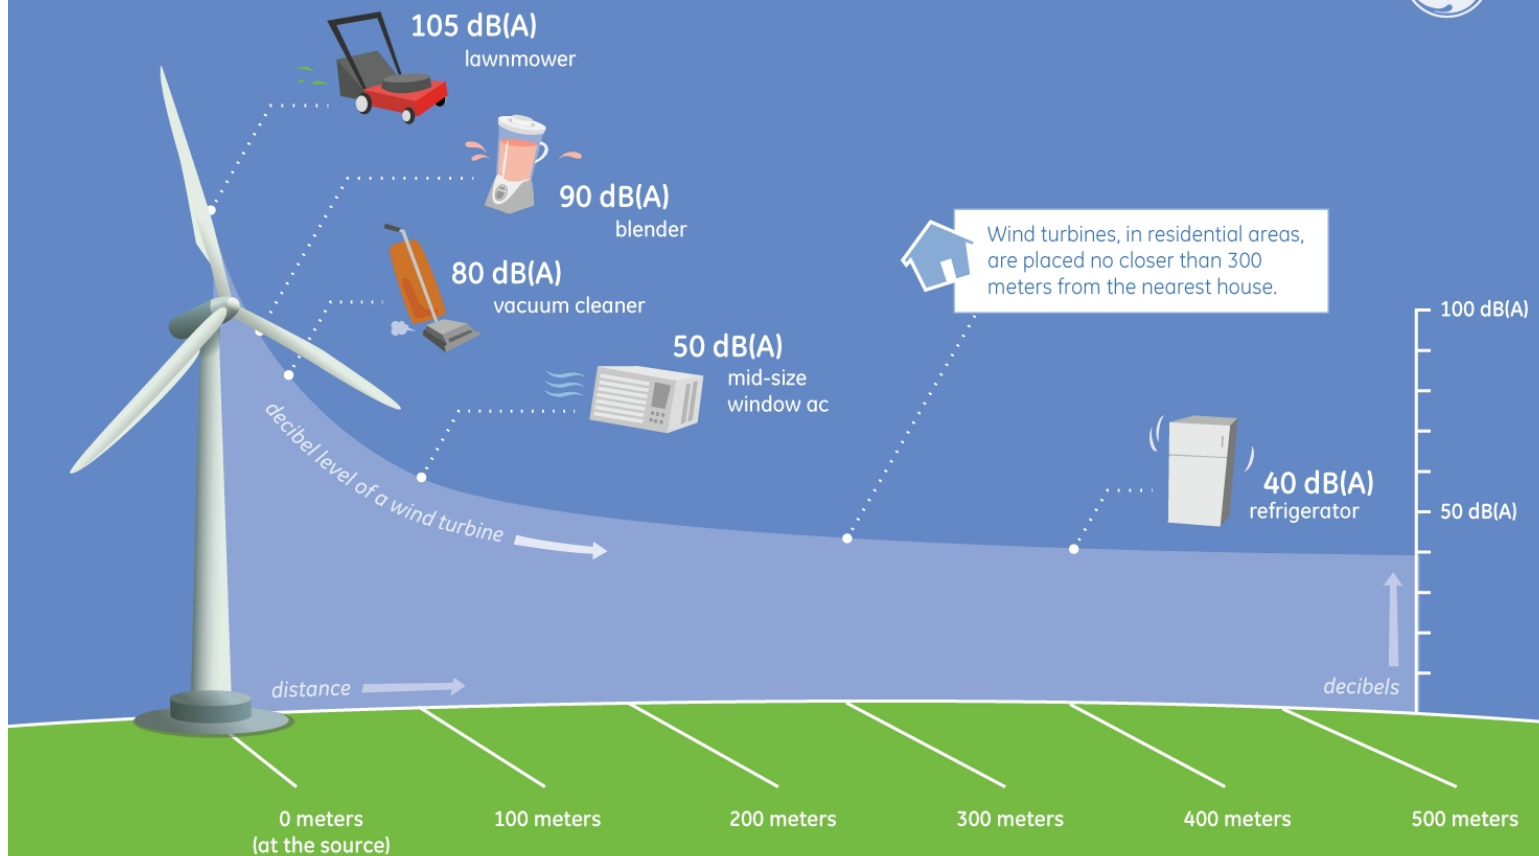 105 dB(A)
lawnmower
90 dB(A)
blender
80 dB(A)
vacuum cleaner
50 dB(A)
mid-size
window ac
Wind turbines, in residential areas,
are placed no closer than 300
meters from the nearest house.
100 dB(A)
40 dB(A)
refrigerator
50 dB(A)
decibel level of a wind turbine
distance
decibels
0 meters
(at the source)
100 meters
200 meters
300 meters
400 meters
500 meters